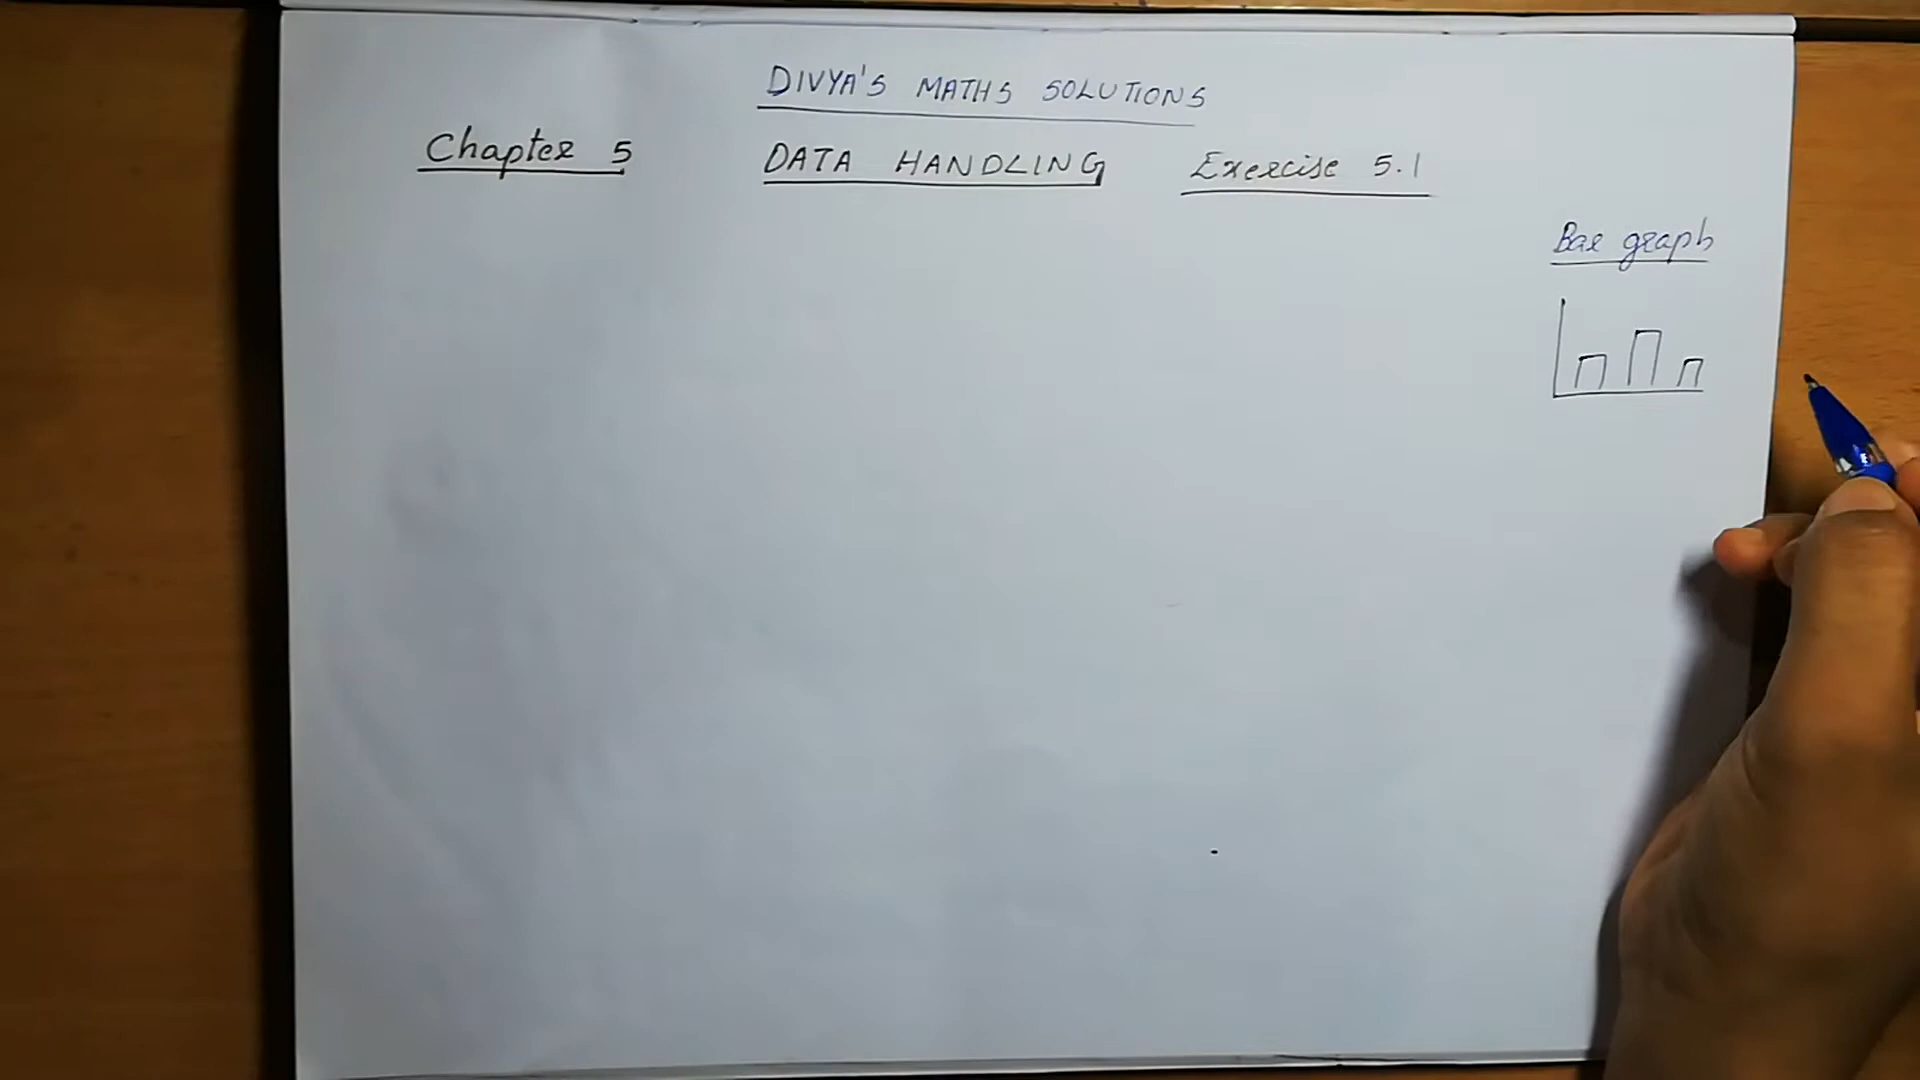 DIVYA'S MATHS SOLUTIONS
Chapter 5 DATA HANDLING Exercise 5.1
Bar graph